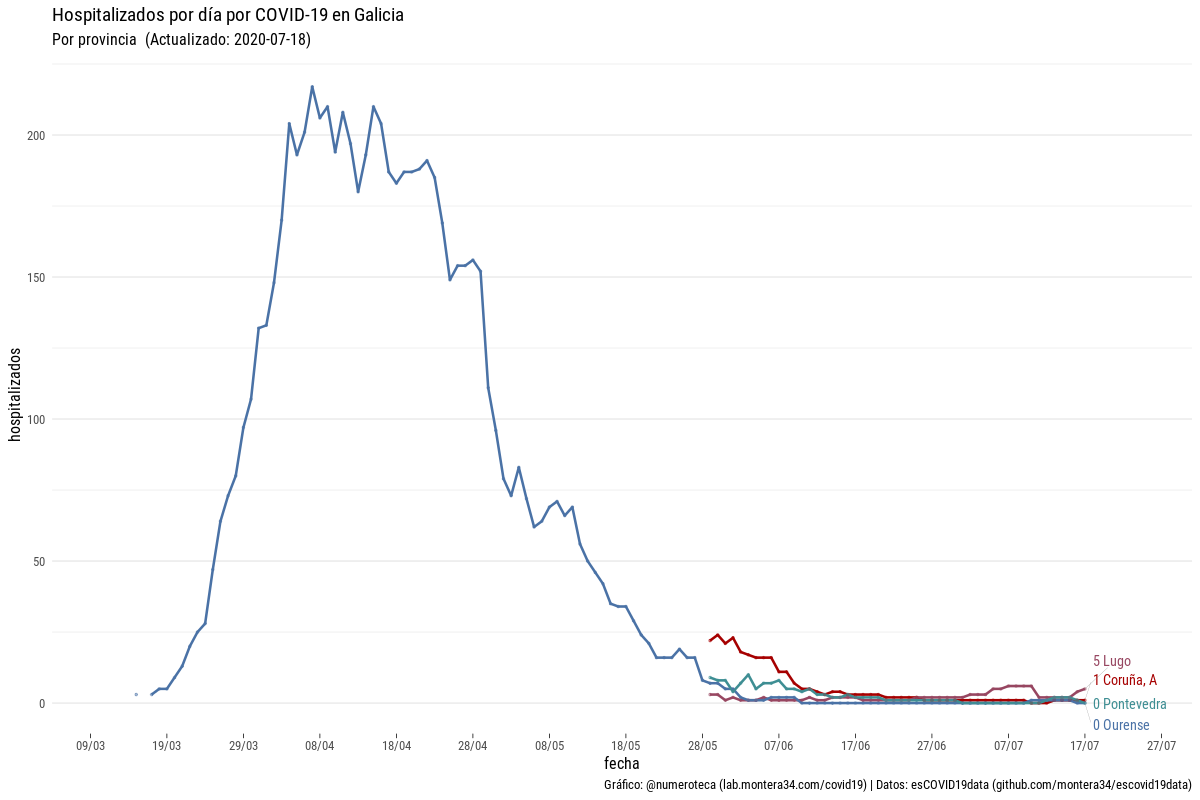 Hospitalizados por día por COVID-19 en Galicia
Por provincia (Actualizado: 2020-07-18)
hospitalizados
200
150
100
50
0
5 Lugo
1 Coruña, A
0 Pontevedra
0 Ourense
09/03 19/03 29/03 08/04 18/04 28/04 08/05 18/05 28/05 07/06 17/06 27/06 07/07 17/07 27/07
fecha
Gráfico: @numeroteca (lab.montera34.com/covid19) | Datos: esCOVID19data (github.com/montera34/escovid19data)